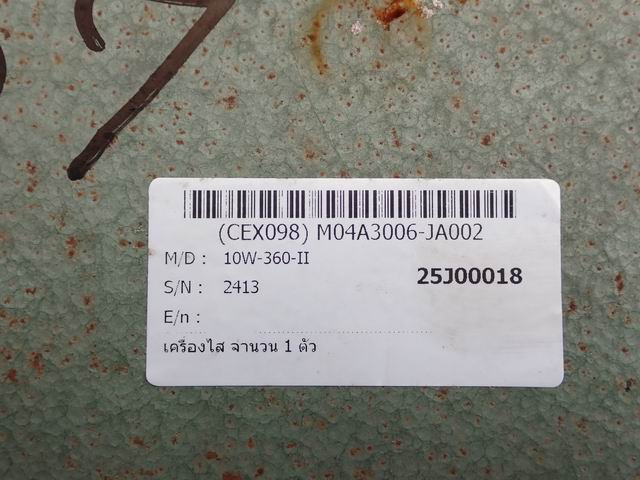 (CEX098) M04A3006-JA002
M/D : 10W-360-II
25J00018
S/N : 2413
E/n :
เครื่องไส จำนวน 1 ตัว